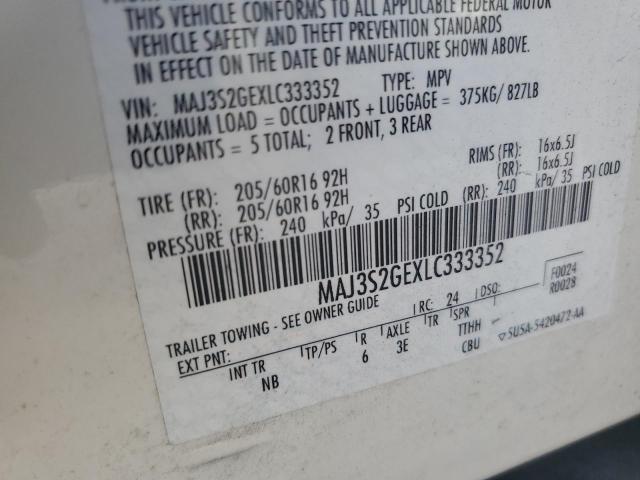 THIS VEHICLE CONFORMS TO ALL APPLICABLE FEDERAL MOTOR
VEHICLE SAFETY AND THEFT PREVENTION STANDARDS
IN EFFECT ON THE DATE OF MANUFACTURE SHOWN ABOVE.
VIN: MAJ3S2GEXLC333352 TYPE: MPV
MAXIMUM LOAD = OCCUPANTS + LUGGAGE = 375KG/ 827LB
OCCUPANTS = 5 TOTAL; 2 FRONT, 3 REAR
TIRE (FR): 205/60R16 92H RIMS (FR): 16x6.5J
(RR): 205/60R16 92H (RR): 16x6.5J
PRESSURE (FR): 240 kPa/ 35 PSI COLD (RR): 240 kPa/ 35 PSI COLD
MAJ3S2GEXLC333352
F0024
R0028
TRAILER TOWING - SEE OWNER GUIDE RC: 24 DSO:
EXT PNT: INT TR TP/PS R AXLE TR SPR
NB 6 3E TTHH
CBU 5U5A-5420472-AA